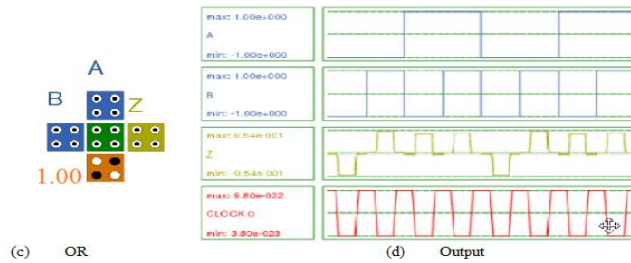 A
B
Z
1.00
(c) OR
max: 1.00e+000
A
min: -1.00e+000
max: 1.00e+000
B
min: -1.00e+000
max: 9.54e-001
Z
min: -9.54e-001
max: 9.80e-022
CLOCK 0
min: 3.80e-023
(d) Output